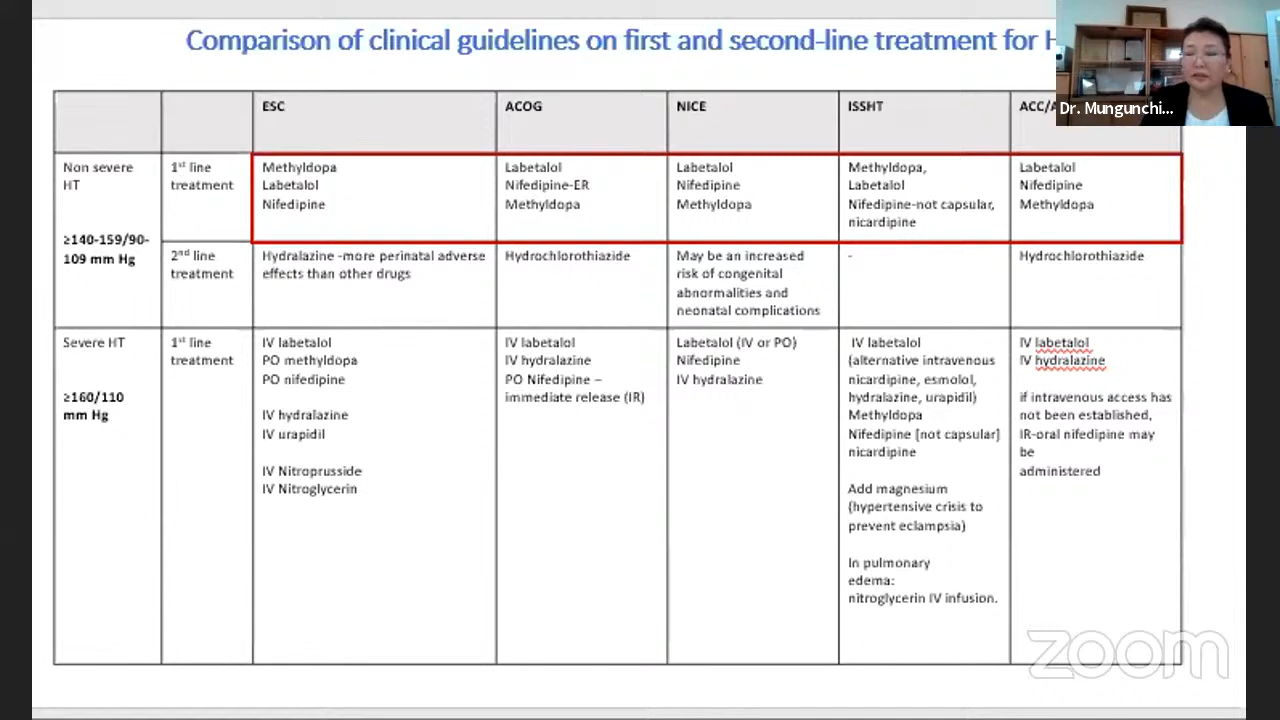 Comparison of clinical guidelines on first and second-line treatment for
Dr. Mungunchi...
ESC
ACOG
NICE
ISSHT
ACC/
Non severe
HT
≥140-159/90-
109 mm Hg
1st line
treatment
Methyldopa
Labetalol
Nifedipine
Labetalol
Nifedipine-ER
Methyldopa
Labetalol
Nifedipine
Methyldopa
Methyldopa,
Labetalol
Nifedipine-not capsular,
nicardipine
Labetalol
Nifedipine
Methyldopa
2nd line
treatment
Hydralazine -more perinatal adverse
effects than other drugs
Hydrochlorothiazide
May be an increased
risk of congenital
abnormalities and
neonatal complications
-
Hydrochlorothiazide
Severe HT
≥160/110
mm Hg
1st line
treatment
IV labetalol
PO methyldopa
PO nifedipine
IV hydralazine
IV urapidil
IV Nitroprusside
IV Nitroglycerin
IV labetalol
IV hydralazine
PO Nifedipine –
immediate release (IR)
Labetalol (IV or PO)
Nifedipine
IV hydralazine
IV labetalol
(alternative intravenous
nicardipine, esmolol,
hydralazine, urapidil)
Methyldopa
Nifedipine [not capsular]
nicardipine
Add magnesium
(hypertensive crisis to
prevent eclampsia)
In pulmonary
edema:
nitroglycerin IV infusion.
IV labetalol
IV hydralazine
if intravenous access has
not been established,
IR-oral nifedipine may
be
administered
zoom